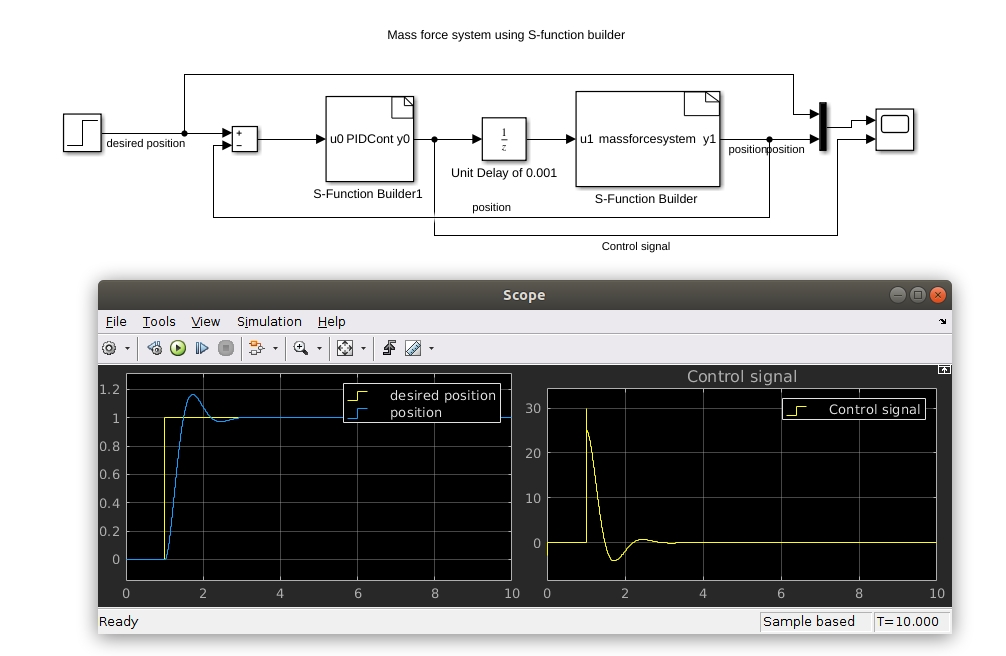 Mass force system using S-function builder
desired position
+
−
u0 PIDCont y0
S-Function Builder1
1
z
Unit Delay of 0.001
u1 massforcesystem y1
S-Function Builder
positionposition
position
Control signal
Scope
File Tools View Simulation Help
1.2
1
0.8
0.6
0.4
0.2
0
0 2 4 6 8 10
desired position
position
Control signal
30
20
10
0
0 2 4 6 8 10
Control signal
Ready
Sample based
T=10.000